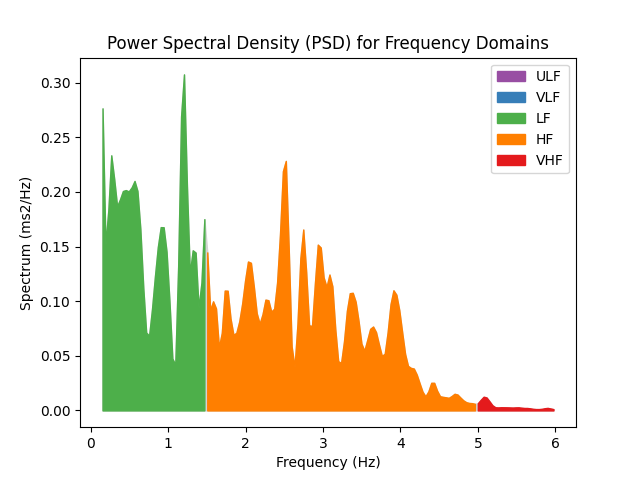 Power Spectral Density (PSD) for Frequency Domains
Spectrum (ms2/Hz)
0.30
0.25
0.20
0.15
0.10
0.05
0.00
ULF
VLF
LF
HF
VHF
0 1 2 3 4 5 6
Frequency (Hz)